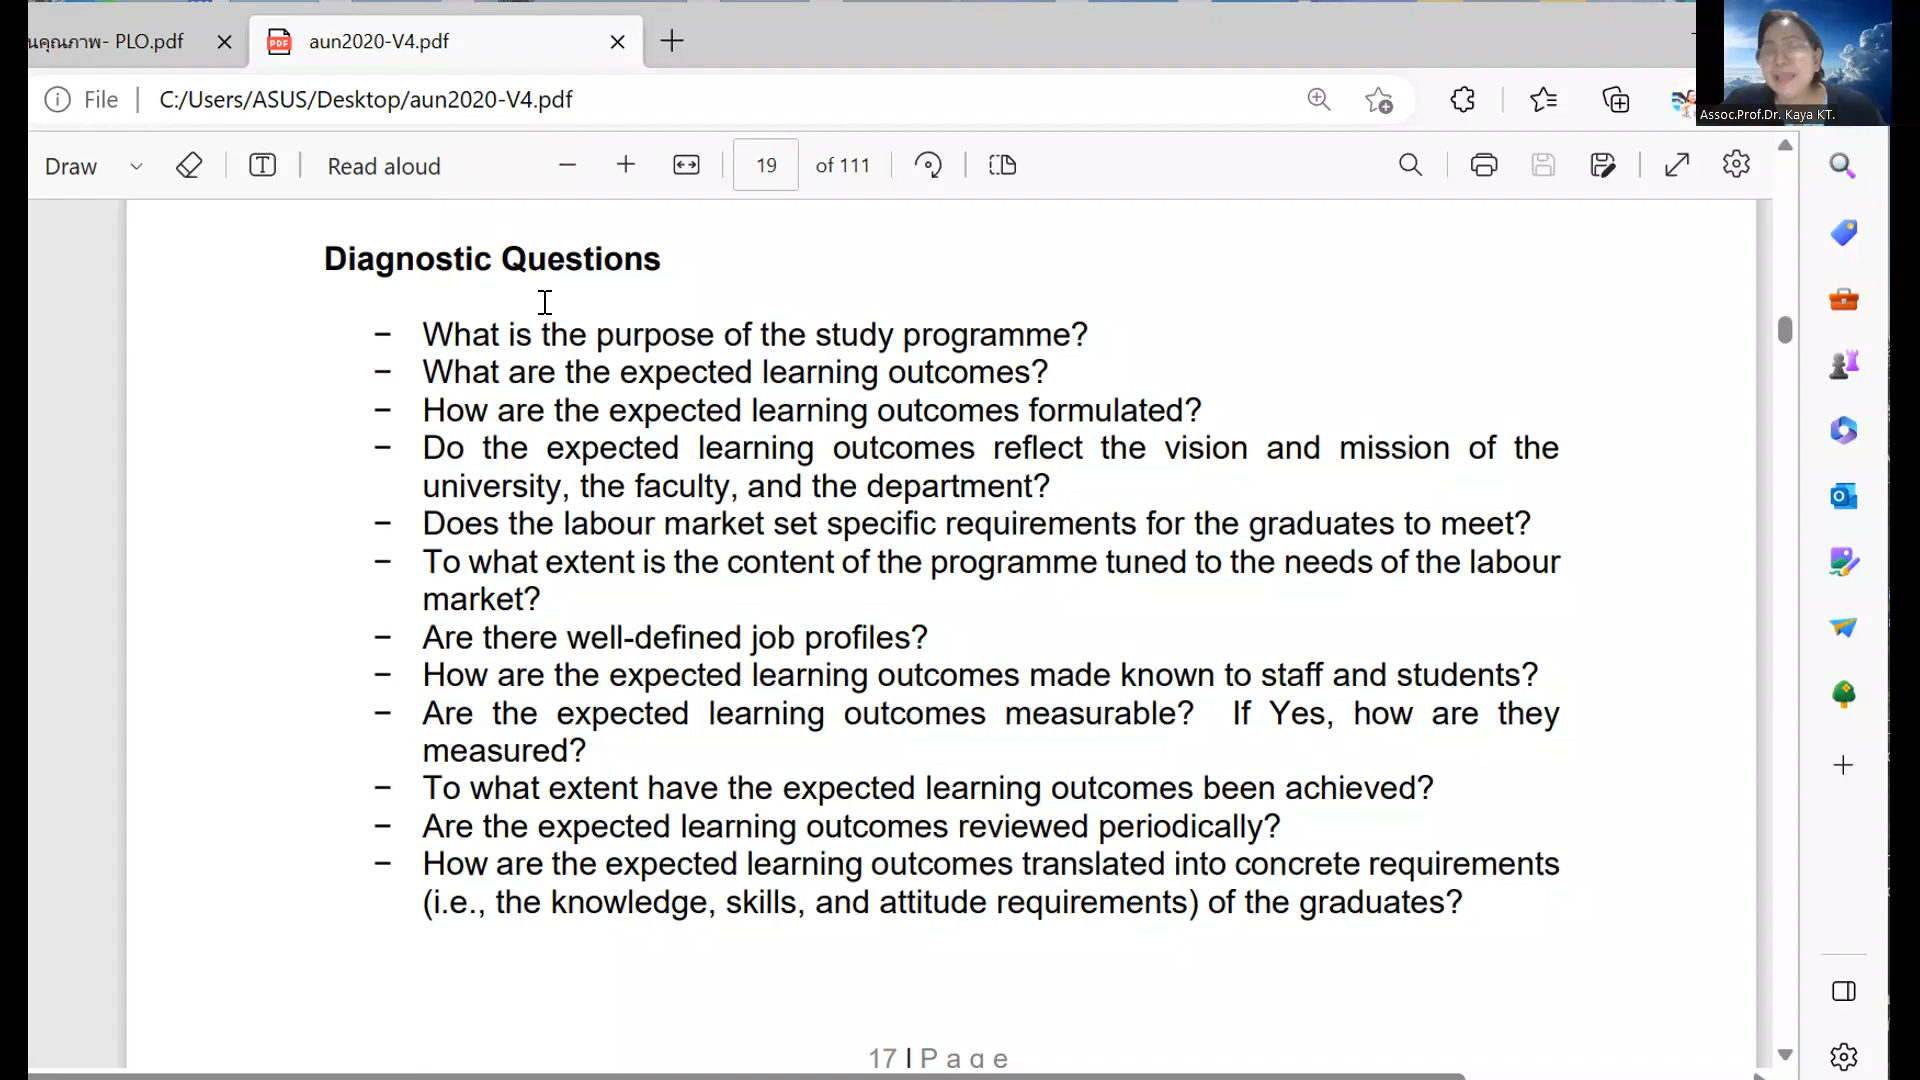 นคุณภาพ- PLO.pdf
aun2020-V4.pdf
File
C:/Users/ASUS/Desktop/aun2020-V4.pdf
Assoc.Prof.Dr. Kaya KT.
Draw
Read aloud
19 of 111
Diagnostic Questions
− What is the purpose of the study programme?
− What are the expected learning outcomes?
− How are the expected learning outcomes formulated?
− Do the expected learning outcomes reflect the vision and mission of the
university, the faculty, and the department?
− Does the labour market set specific requirements for the graduates to meet?
− To what extent is the content of the programme tuned to the needs of the labour
market?
− Are there well-defined job profiles?
− How are the expected learning outcomes made known to staff and students?
− Are the expected learning outcomes measurable? If Yes, how are they
measured?
− To what extent have the expected learning outcomes been achieved?
− Are the expected learning outcomes reviewed periodically?
− How are the expected learning outcomes translated into concrete requirements
(i.e., the knowledge, skills, and attitude requirements) of the graduates?
17 | P a g e